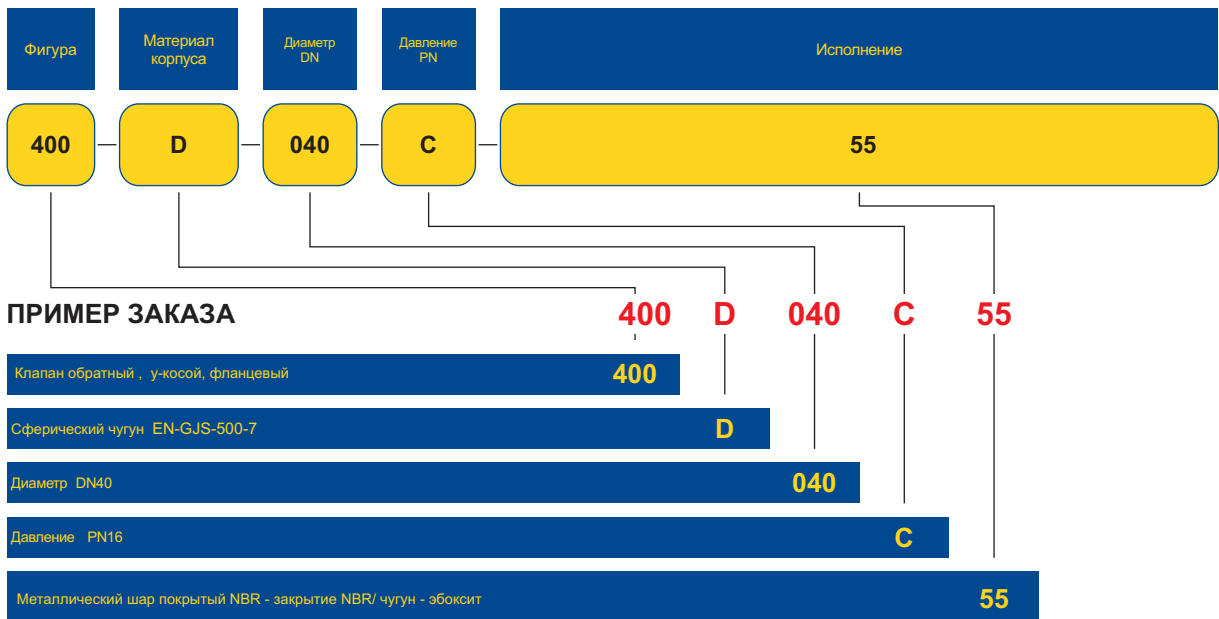 Фигура
Материал
корпуса
Диаметр
DN
Давление
PN
Исполнение
400
D
040
C
55
ПРИМЕР ЗАКАЗА
400 D 040 C 55
Клапан обратный , у-косой, фланцевый 400
Сферический чугун EN-GJS-500-7 D
Диаметр DN40 040
Давление PN16 C
Металлический шар покрытый NBR - закрытие NBR/ чугун - эбоксит 55